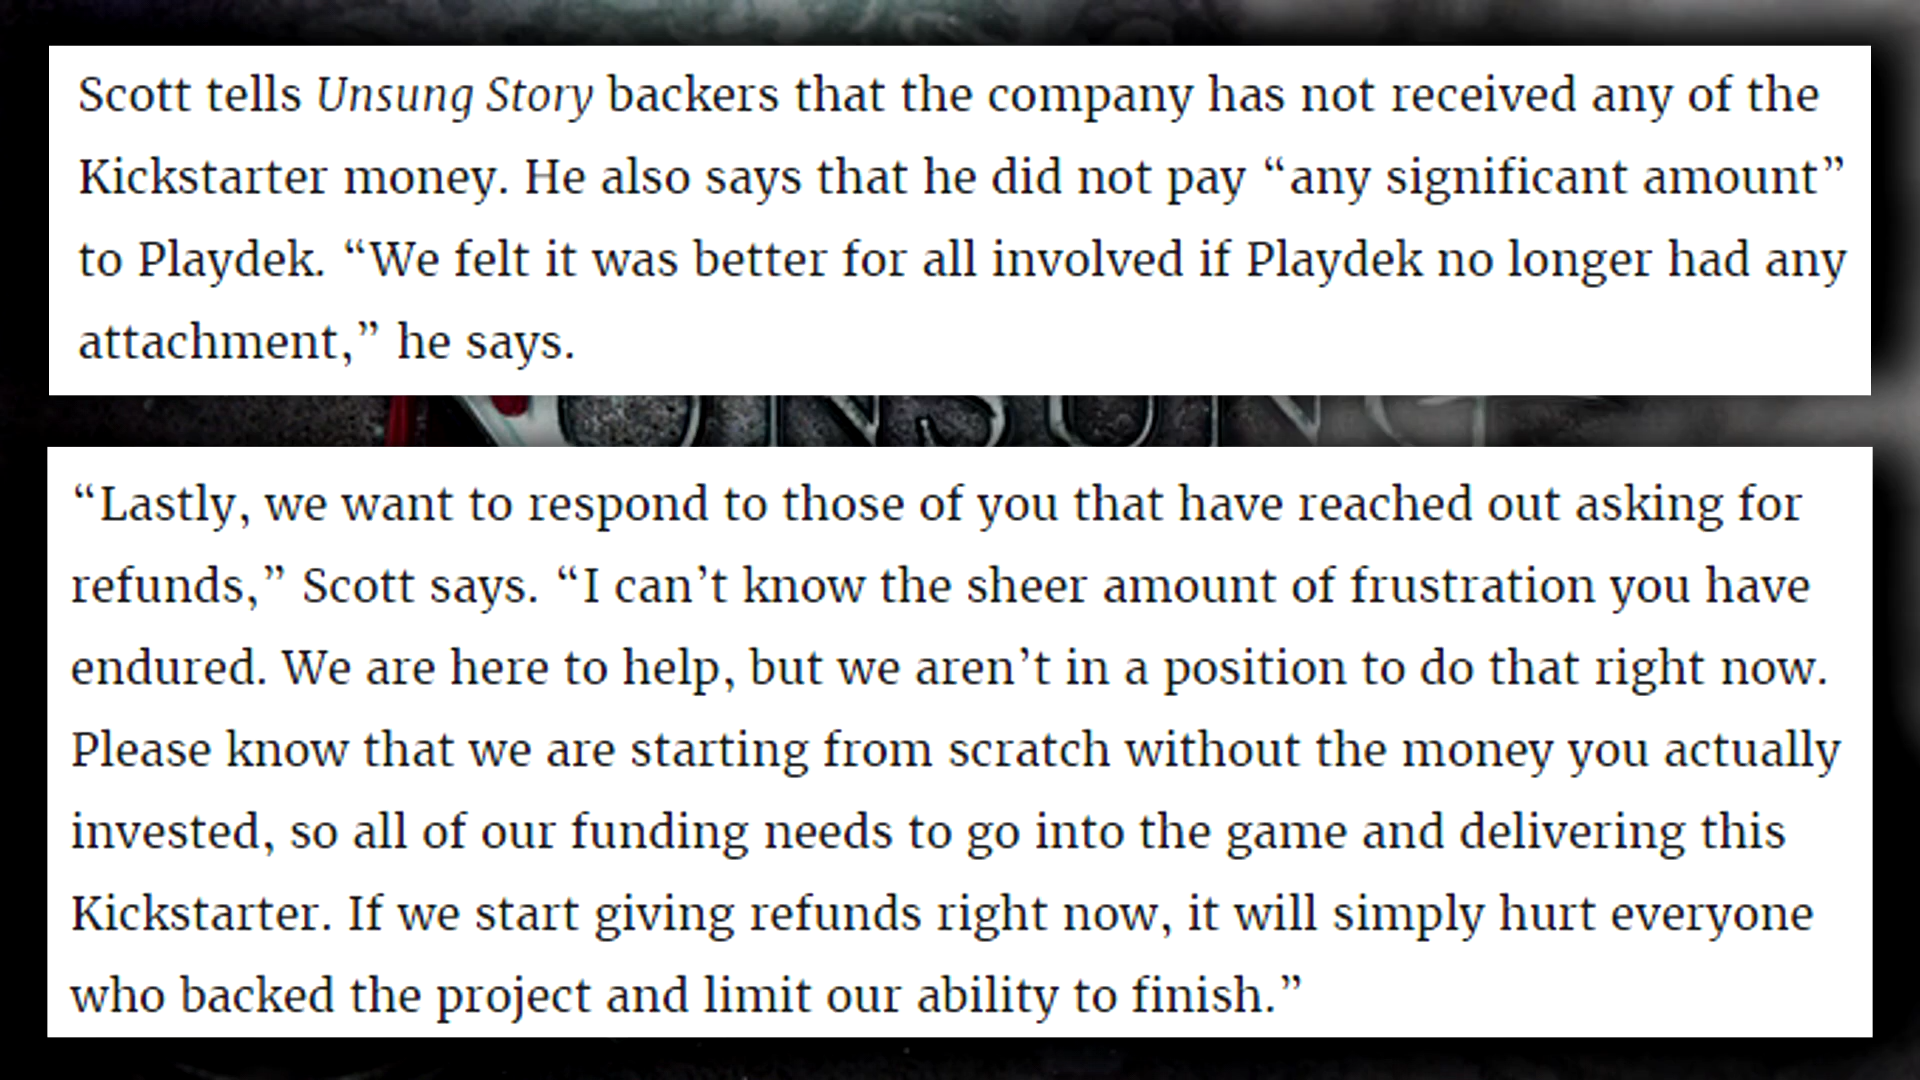 Scott tells Unsung Story backers that the company has not received any of the
Kickstarter money. He also says that he did not pay “any significant amount”
to Playdek. “We felt it was better for all involved if Playdek no longer had any
attachment,” he says.
UNSUNG
“Lastly, we want to respond to those of you that have reached out asking for
refunds,” Scott says. “I can’t know the sheer amount of frustration you have
endured. We are here to help, but we aren’t in a position to do that right now.
Please know that we are starting from scratch without the money you actually
invested, so all of our funding needs to go into the game and delivering this
Kickstarter. If we start giving refunds right now, it will simply hurt everyone
who backed the project and limit our ability to finish.”